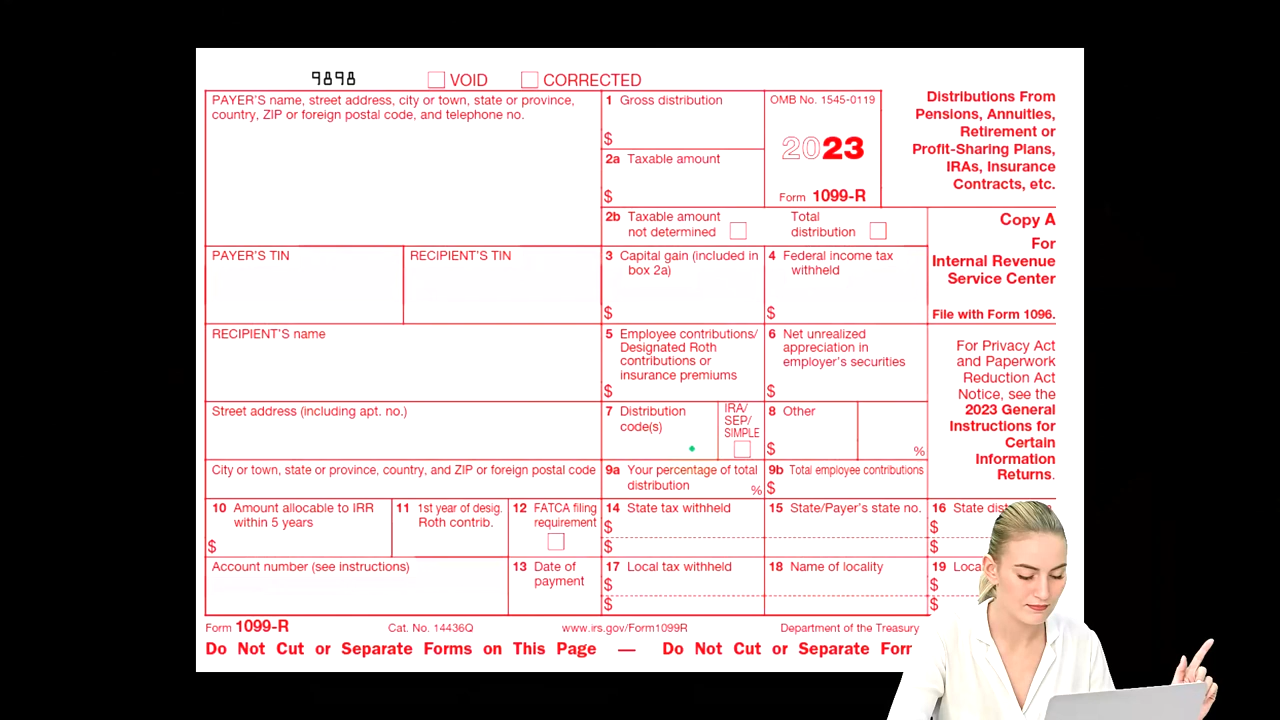 9898 VOID CORRECTED
PAYER'S name, street address, city or town, state or province,
country, ZIP or foreign postal code, and telephone no.
1 Gross distribution
$
2a Taxable amount
$
OMB No. 1545-0119
2023
Form 1099-R
Distributions From
Pensions, Annuities,
Retirement or
Profit-Sharing Plans,
IRAs, Insurance
Contracts, etc.
2b Taxable amount
not determined
Total
distribution
Copy A
For
Internal Revenue
Service Center
File with Form 1096.
PAYER'S TIN
RECIPIENT'S TIN
3 Capital gain (included in
box 2a)
$
4 Federal income tax
withheld
$
RECIPIENT'S name
5 Employee contributions/
Designated Roth
contributions or
insurance premiums
$
6 Net unrealized
appreciation in
employer's securities
$
For Privacy Act
and Paperwork
Reduction Act
Notice, see the
2023 General
Instructions for
Certain
Information
Returns.
Street address (including apt. no.)
7 Distribution
code(s)
IRA/
SEP/
SIMPLE
8 Other
$
%
City or town, state or province, country, and ZIP or foreign postal code
9a Your percentage of total
distribution
%
9b Total employee contributions
$
10 Amount allocable to IRR
within 5 years
$
11 1st year of desig.
Roth contrib.
12 FATCA filing
requirement
14 State tax withheld
$
$
15 State/Payer's state no.
16 State
$
$
Account number (see instructions)
13 Date of
payment
17 Local tax withheld
$
$
18 Name of locality
19
$
$
Form 1099-R
Cat. No. 14436Q
www.irs.gov/Form1099R
Department of the Treasury
Do Not Cut or Separate Forms on This Page — Do Not Cut or Separate